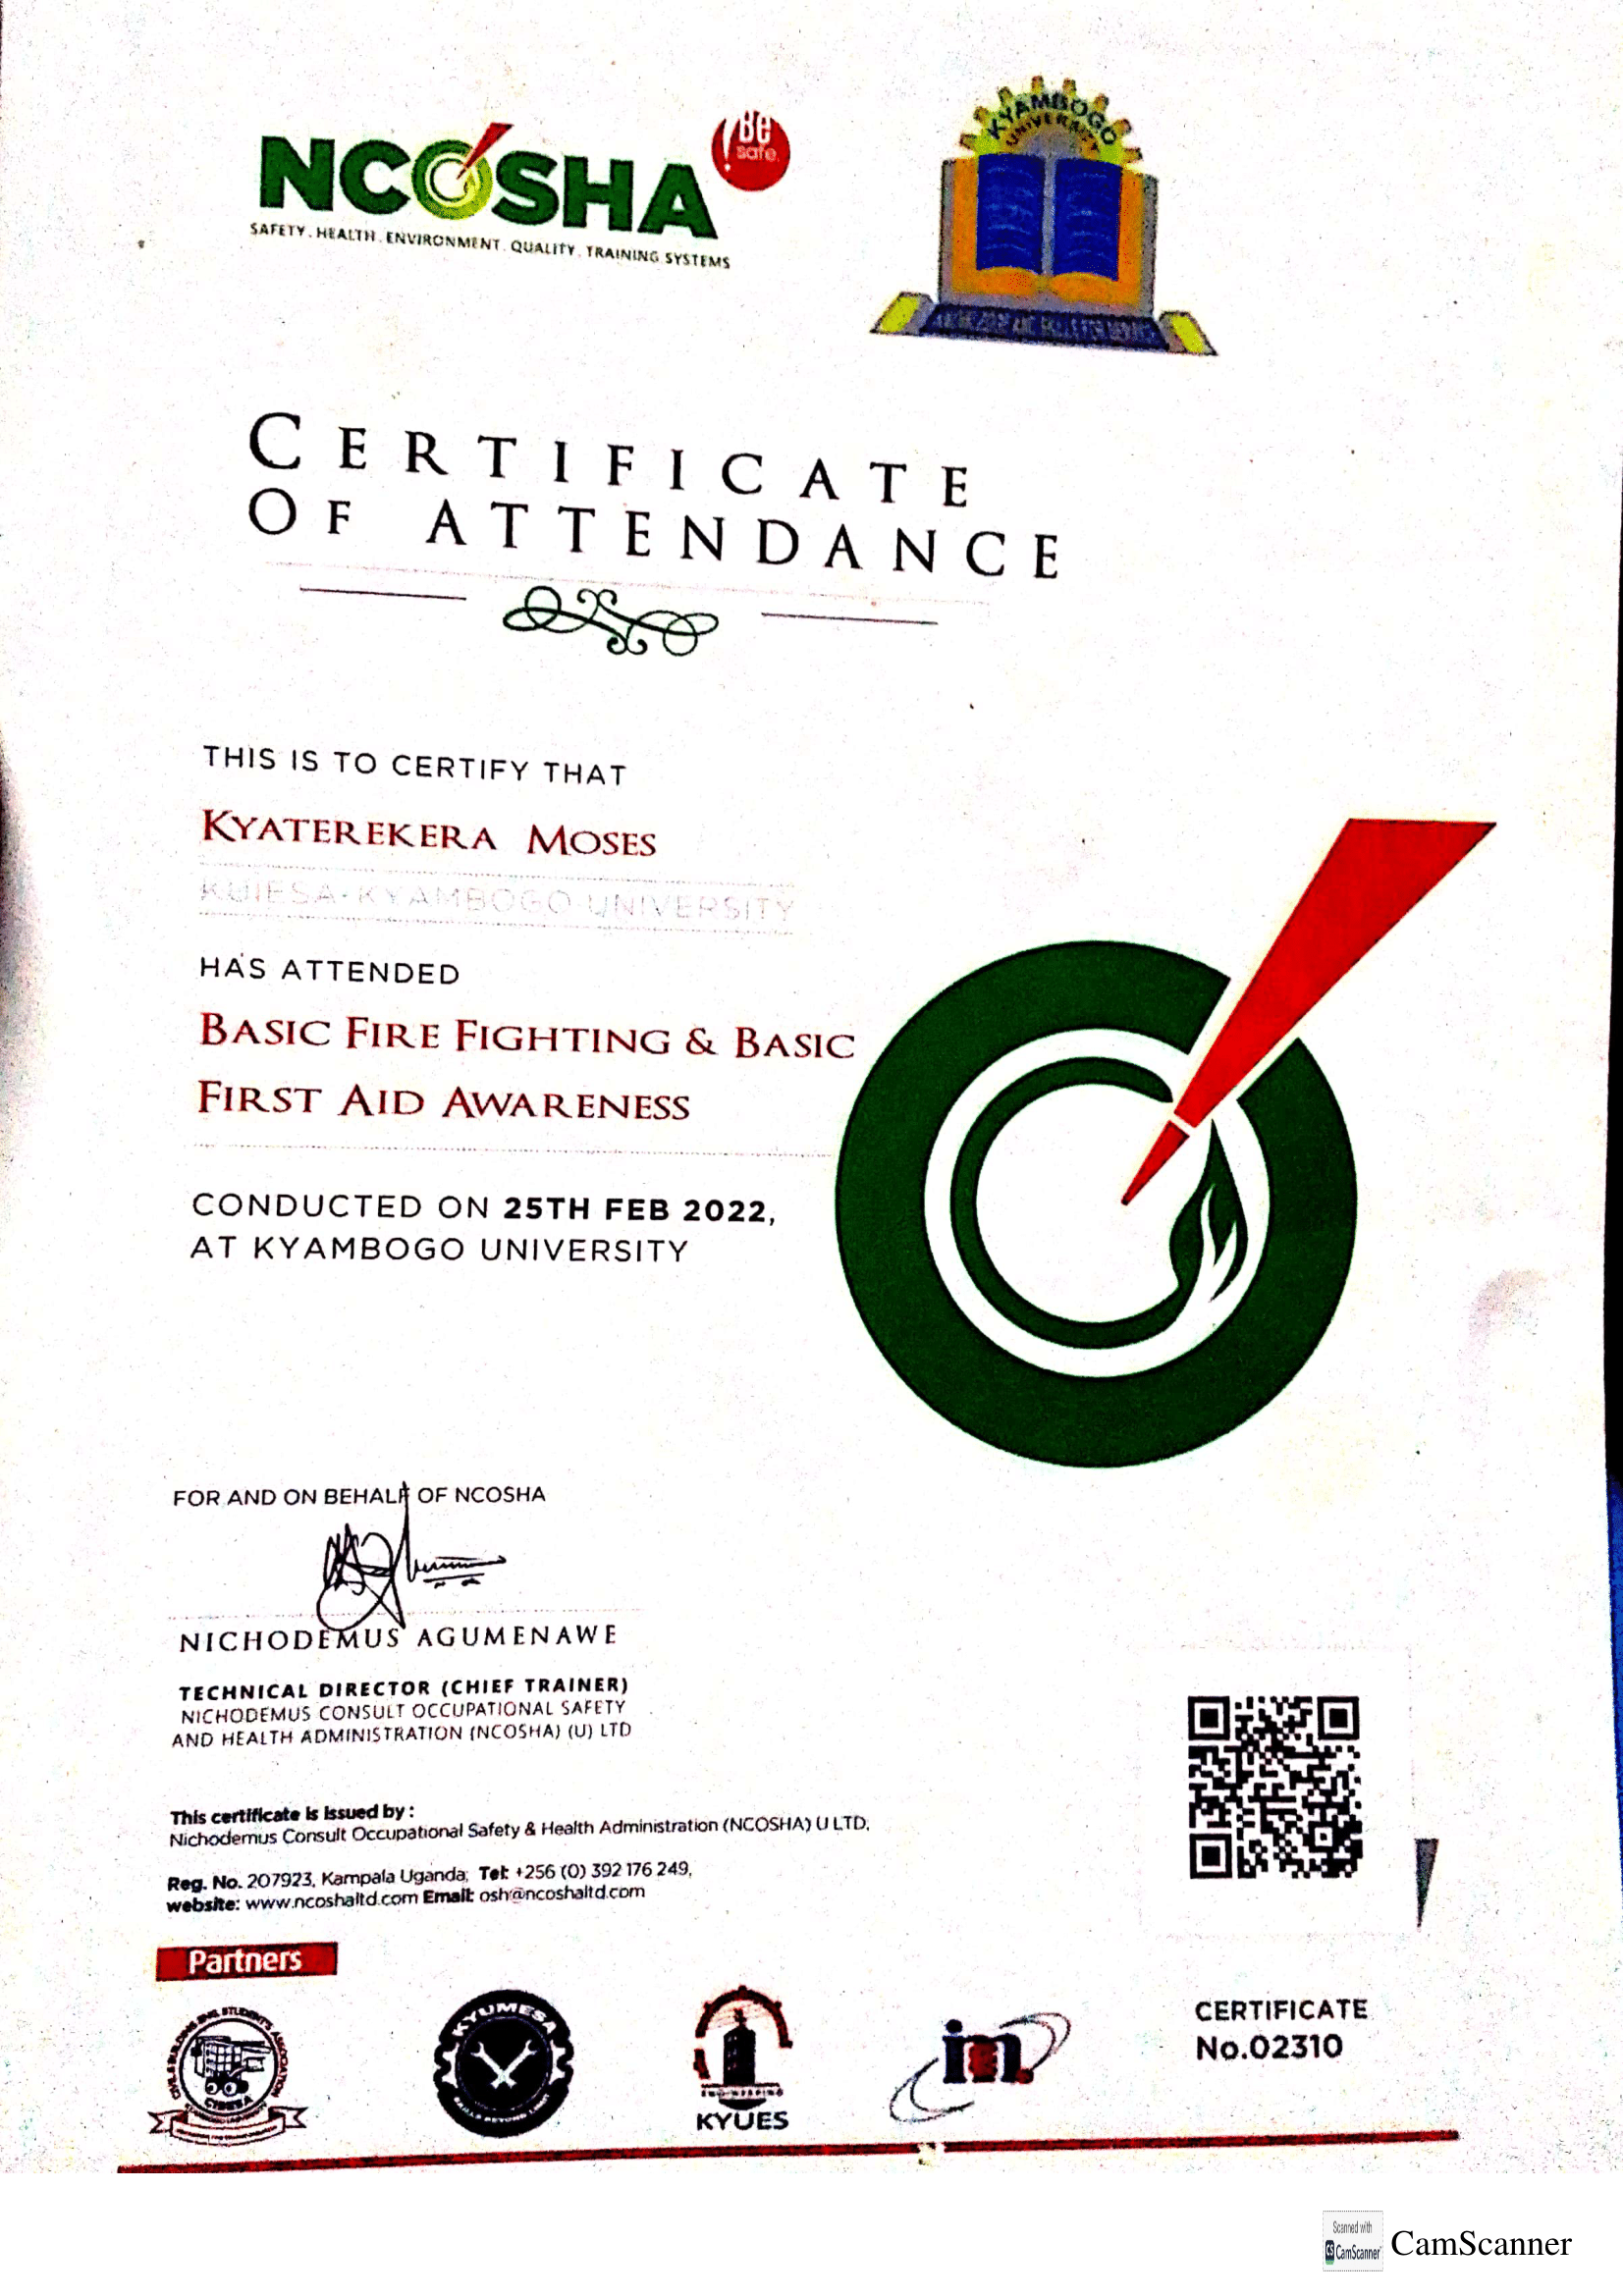 NCOSHA
Be
safe.
SAFETY. HEALTH. ENVIRONMENT. QUALITY. TRAINING SYSTEMS
KYAMBOGO
UNIVERSITY
CERTIFICATE
OF ATTENDANCE
THIS IS TO CERTIFY THAT
KYATEREKERA MOSES
KUIESA-KYAMBOGO UNIVERSITY
HAS ATTENDED
BASIC FIRE FIGHTING & BASIC
FIRST AID AWARENESS
CONDUCTED ON 25TH FEB 2022,
AT KYAMBOGO UNIVERSITY
FOR AND ON BEHALF OF NCOSHA
NICHODEMUS AGUMENAWE
TECHNICAL DIRECTOR (CHIEF TRAINER)
NICHODEMUS CONSULT OCCUPATIONAL SAFETY
AND HEALTH ADMINISTRATION (NCOSHA) (U) LTD
This certificate is issued by :
Nichodemus Consult Occupational Safety & Health Administration (NCOSHA) U LTD,
Reg. No. 207923, Kampala Uganda, Tel: +256 (0) 392 176 249,
website: www.ncoshaltd.com Email: osh@ncoshaltd.com
Partners
KYUMESA
ENGINEERING
KYUES
CERTIFICATE
No.02310
Scanned with
CS CamScanner
CamScanner